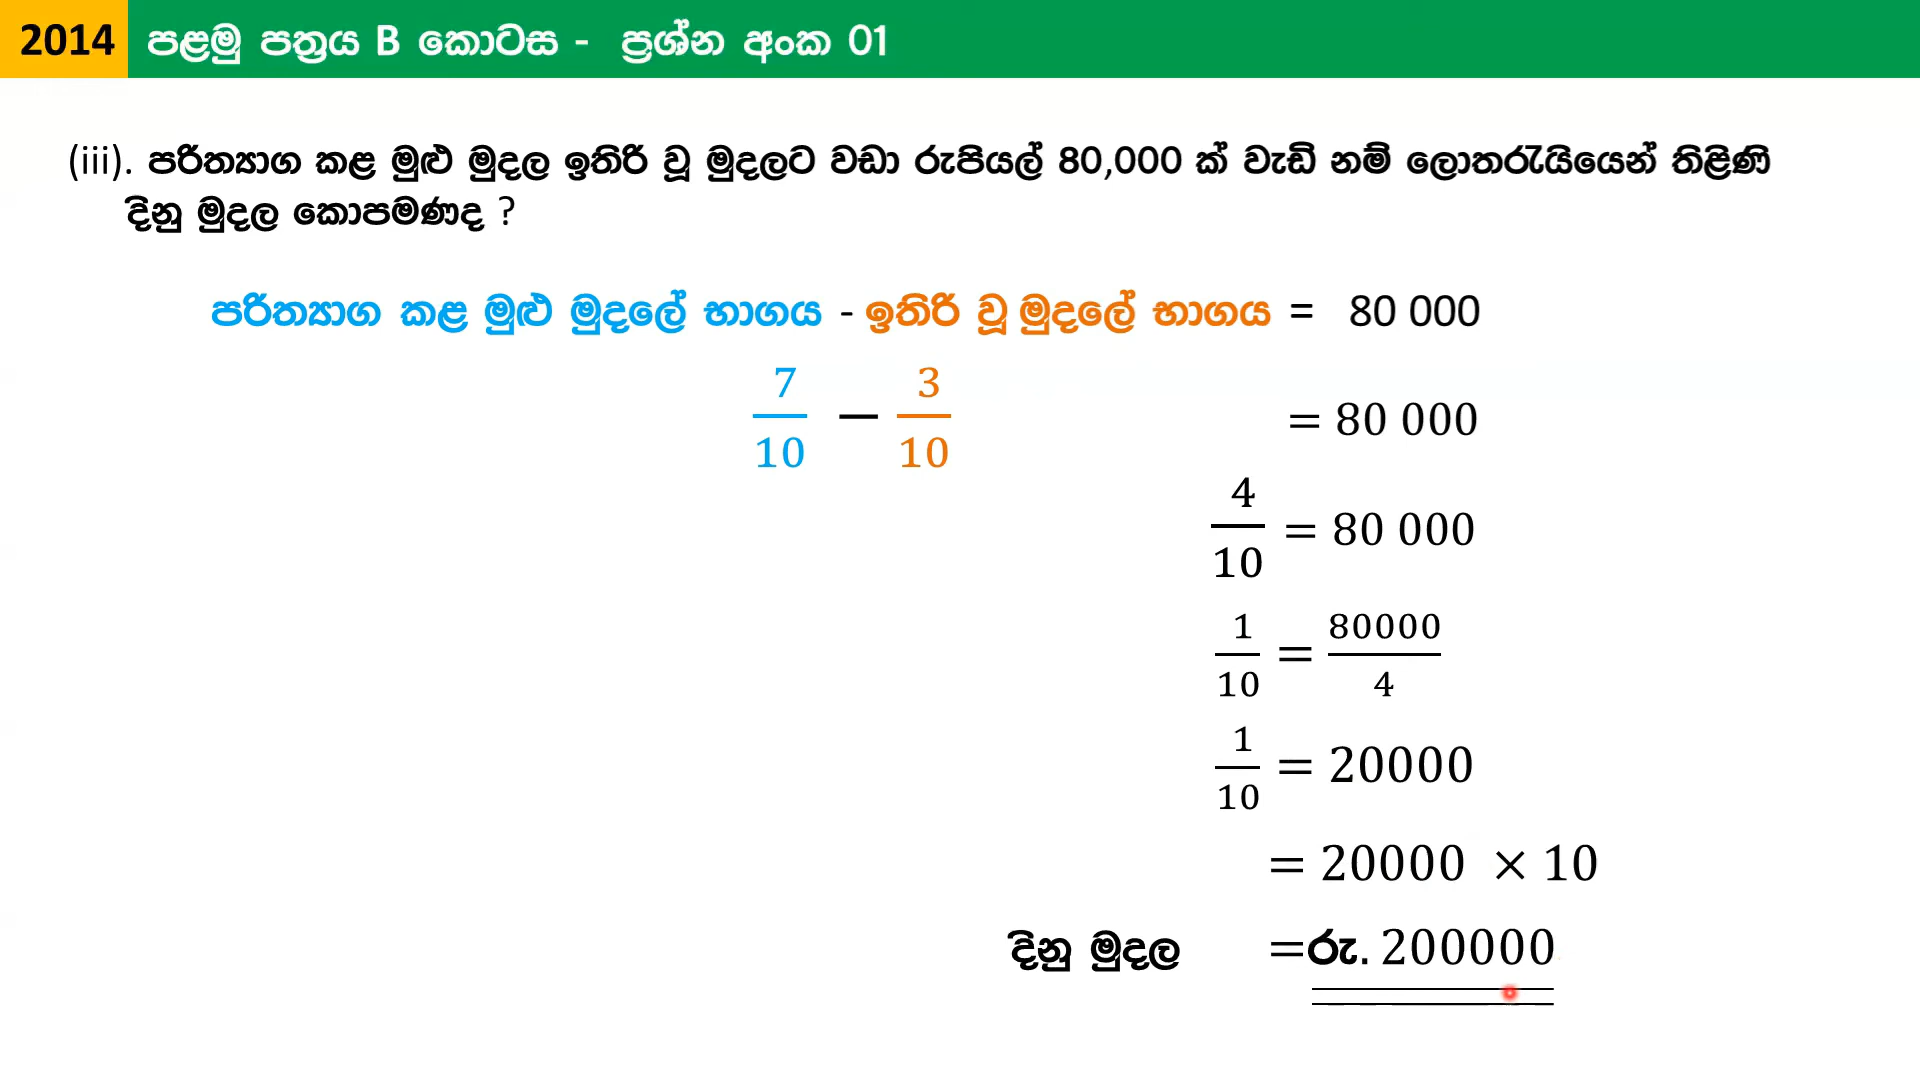 2014 පළමු පත්‍රය B කොටස - ප්‍රශ්න අංක 01
(iii). පරිත්‍යාග කළ මුළු මුදල ඉතිරි වූ මුදලට වඩා රුපියල් 80,000 ක් වැඩි නම් ලොතරැයියෙන් තිළිණි
දිනු මුදල කොපමණද ?
පරිත්‍යාග කළ මුළු මුදලේ භාගය - ඉතිරි වූ මුදලේ භාගය = 80 000
7/10 − 3/10 = 80 000
4/10 = 80 000
1/10 = 80000/4
1/10 = 20000
= 20000 × 10
දිනු මුදල =රු. 200000